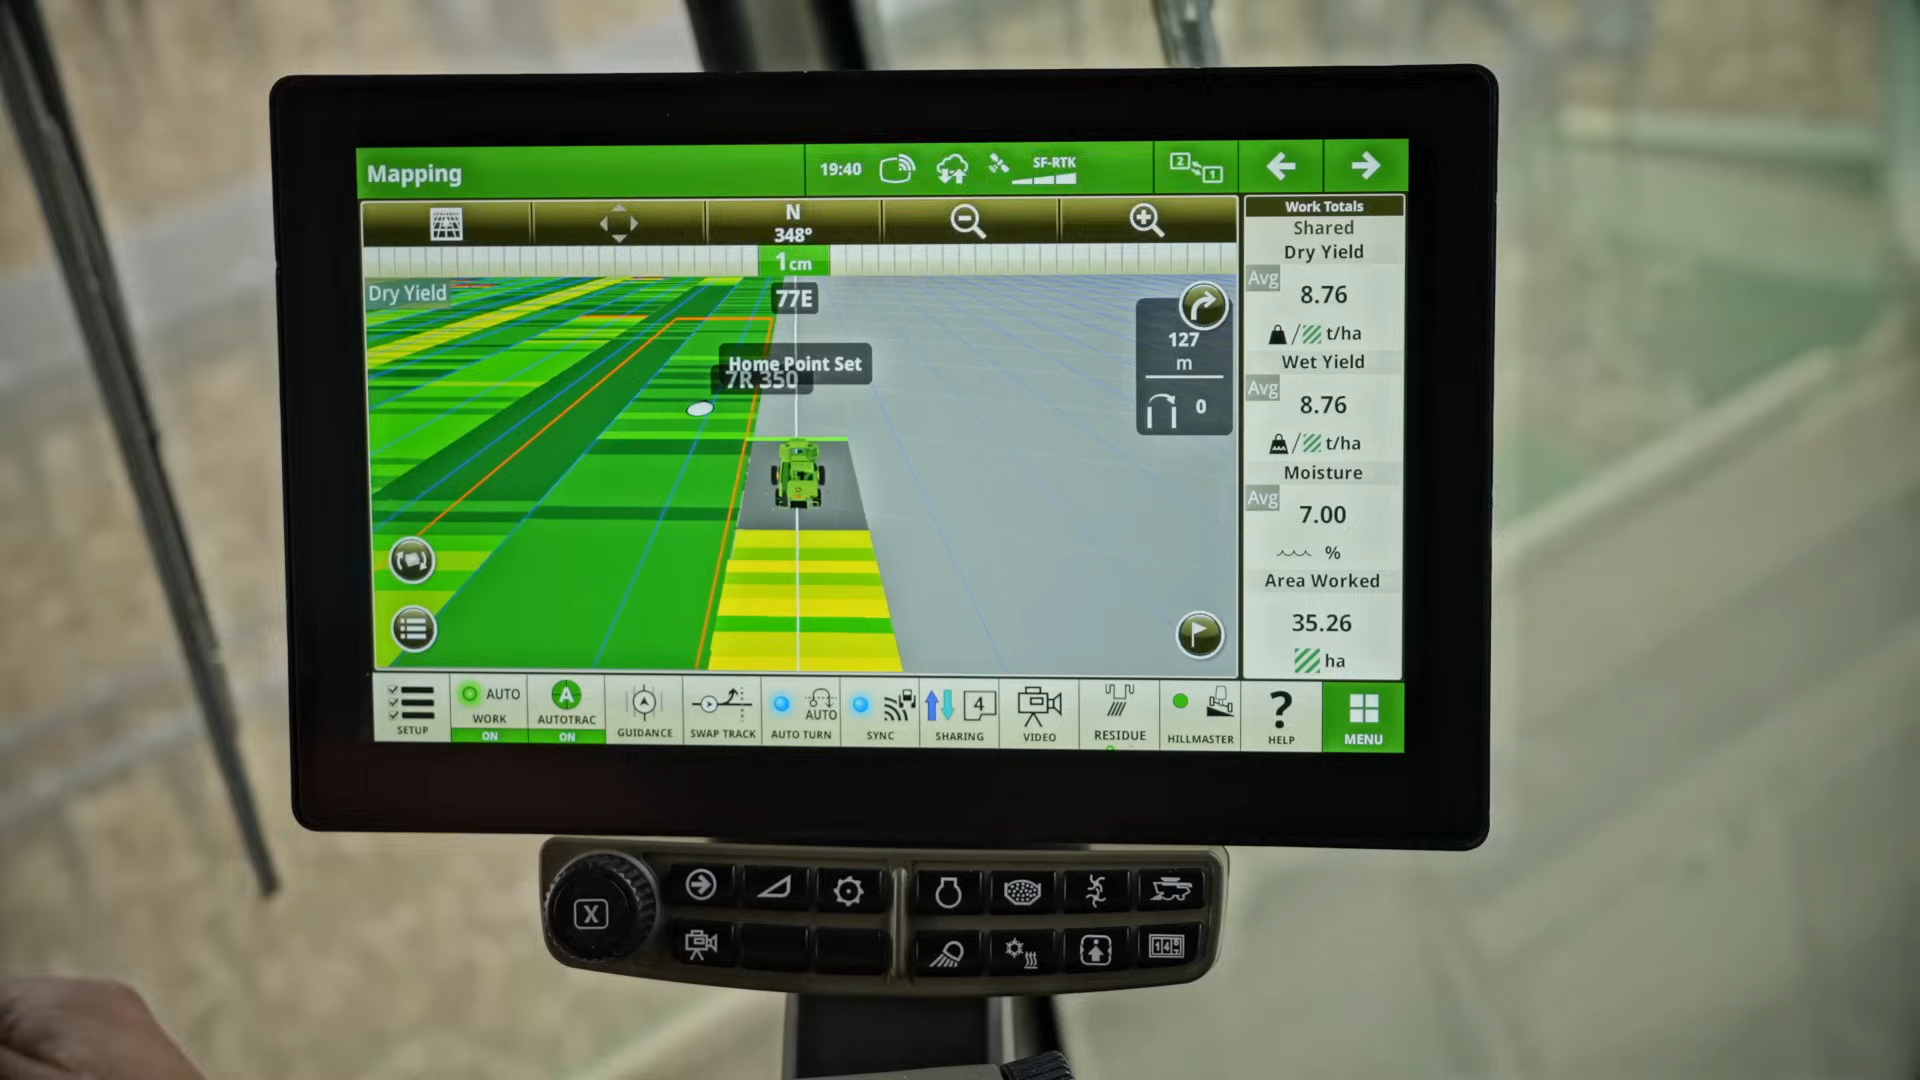 Mapping
19:40
SF-RTK
2
1
N
348°
1 cm
Dry Yield
77E
Home Point Set
7R 350
127
m
0
Work Totals
Shared
Dry Yield
Avg
8.76
/ t/ha
Wet Yield
Avg
8.76
/ t/ha
Moisture
Avg
7.00
%
Area Worked
35.26
ha
SETUP
AUTO
WORK
ON
A
AUTOTRAC
ON
GUIDANCE
SWAP TRACK
AUTO
AUTO TURN
SYNC
4
SHARING
VIDEO
RESIDUE
HILLMASTER
?
HELP
MENU
X